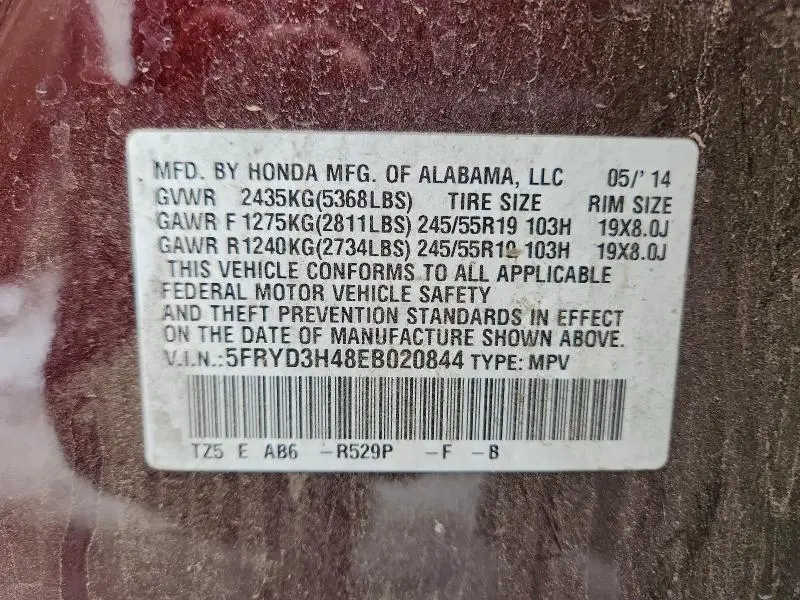 MFD. BY HONDA MFG. OF ALABAMA, LLC 05/'14
GVWR 2435KG(5368LBS) TIRE SIZE RIM SIZE
GAWR F 1275KG(2811LBS) 245/55R19 103H 19X8.0J
GAWR R1240KG(2734LBS) 245/55R19 103H 19X8.0J
THIS VEHICLE CONFORMS TO ALL APPLICABLE
FEDERAL MOTOR VEHICLE SAFETY
AND THEFT PREVENTION STANDARDS IN EFFECT
ON THE DATE OF MANUFACTURE SHOWN ABOVE.
V.I.N.:5FRYD3H48EB020844 TYPE: MPV
TZ5 E AB6 -R529P -F -B